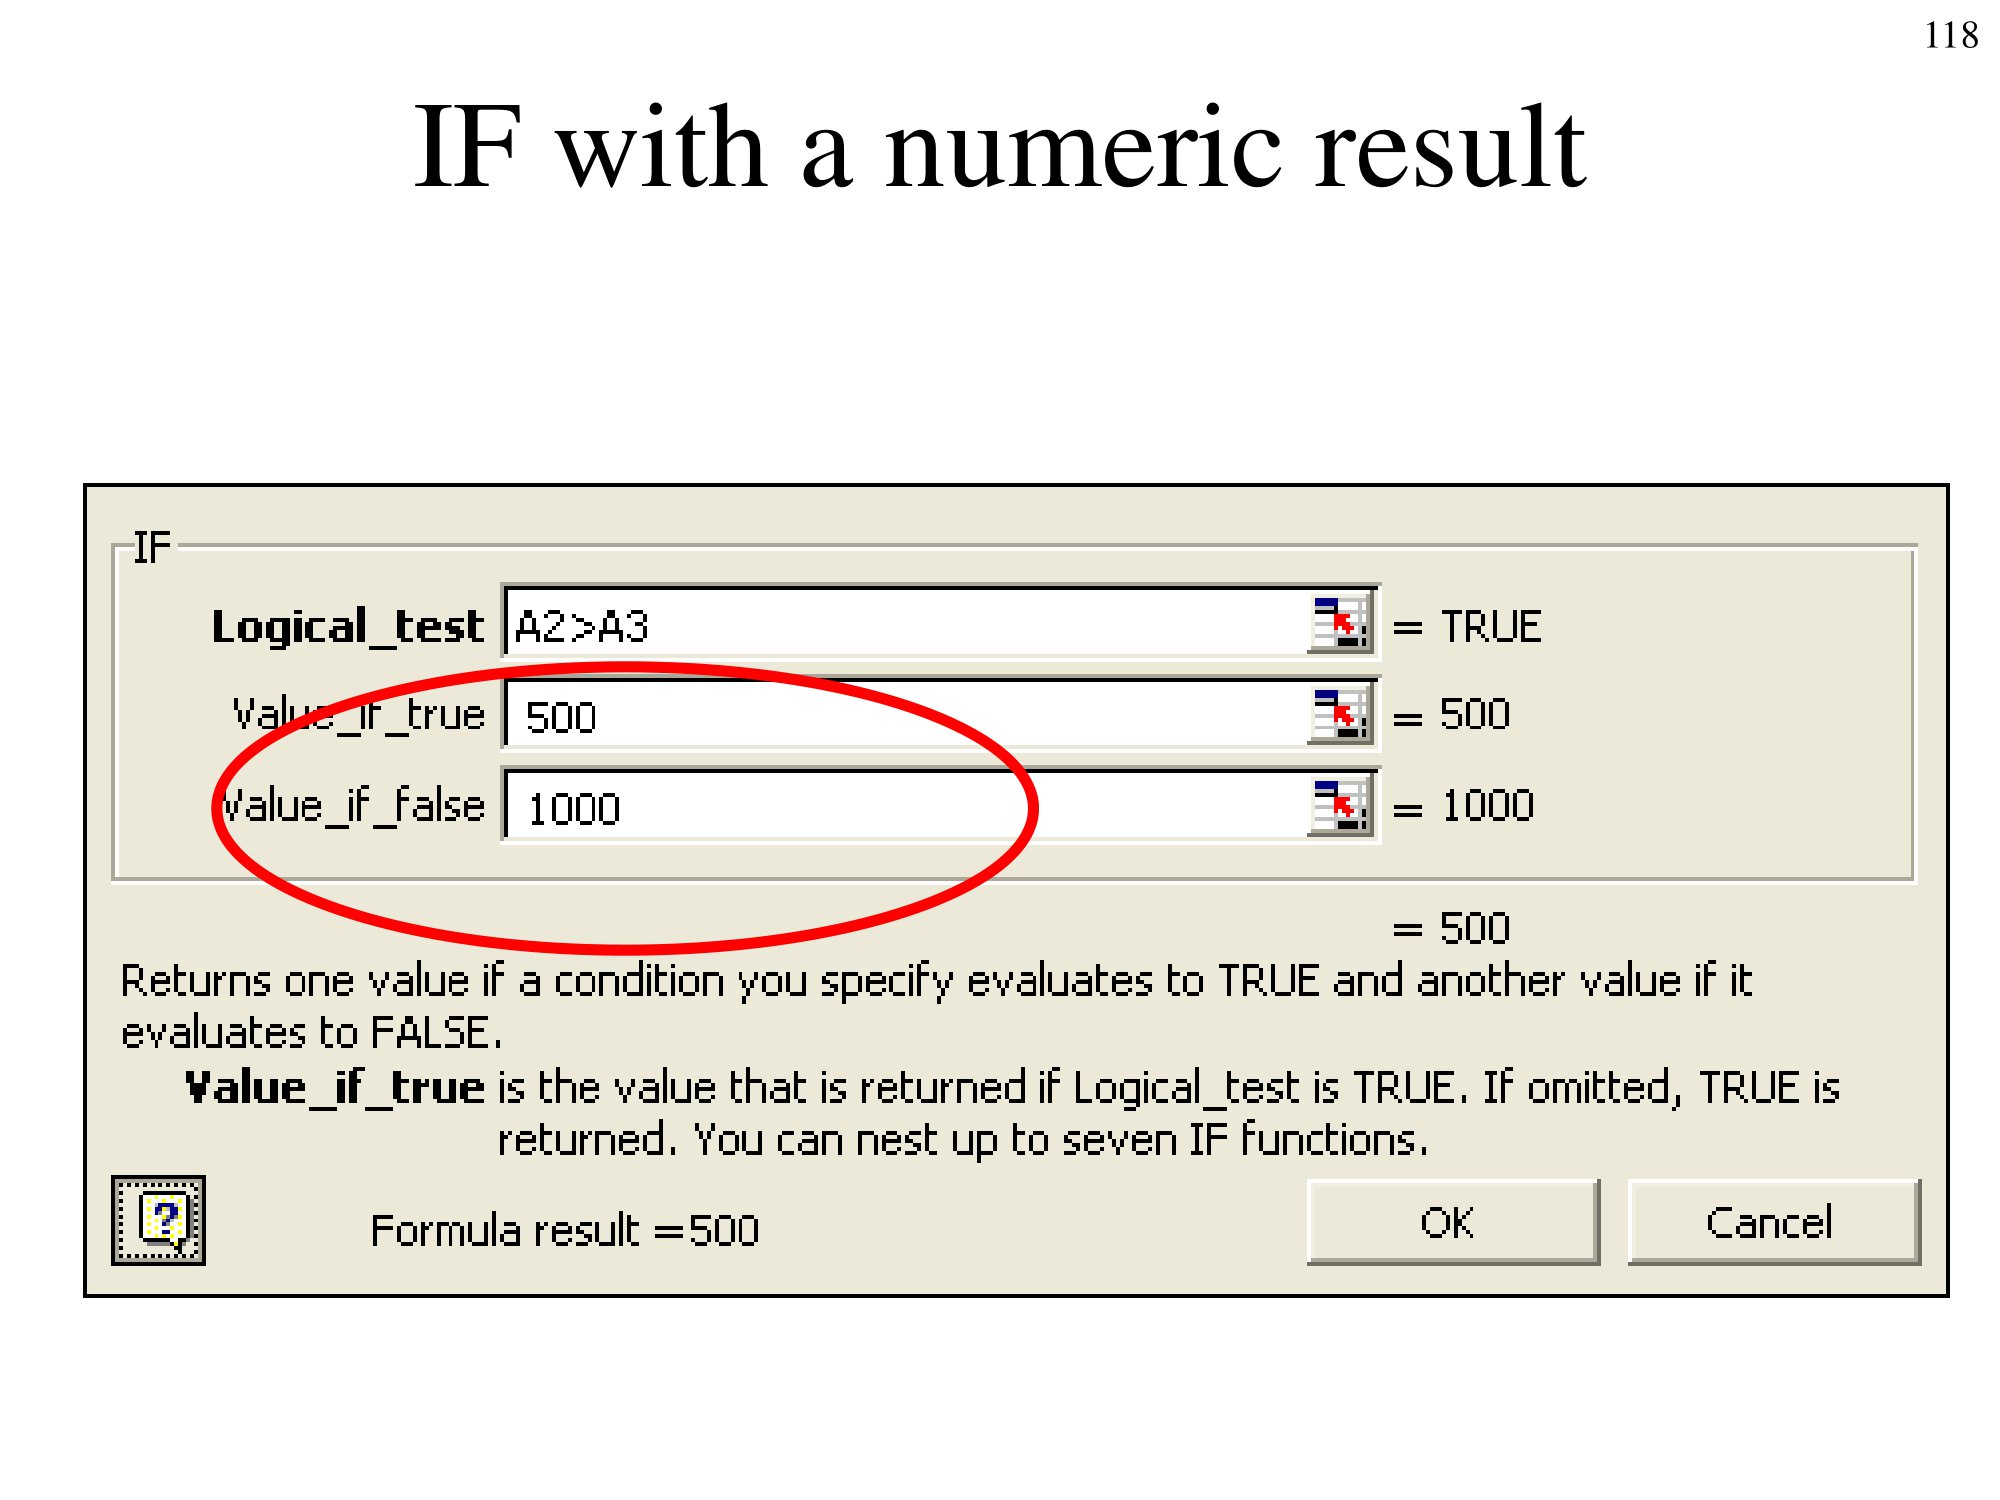 118
IF with a numeric result
IF
Logical_test A2>A3 = TRUE
Value_if_true 500 = 500
Value_if_false 1000 = 1000
= 500
Returns one value if a condition you specify evaluates to TRUE and another value if it
evaluates to FALSE.
Value_if_true is the value that is returned if Logical_test is TRUE. If omitted, TRUE is
returned. You can nest up to seven IF functions.
? Formula result =500 OK Cancel